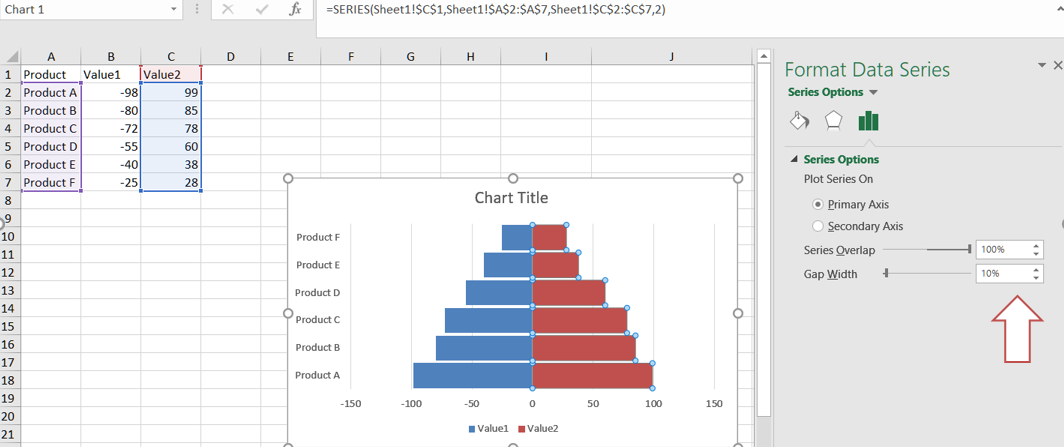 Chart 1 fx =SERIES(Sheet1!$C$1,Sheet1!$A$2:$A$7,Sheet1!$C$2:$C$7,2)
A B C D E F G H I J
1 Product Value1 Value2
2 Product A -98 99
3 Product B -80 85
4 Product C -72 78
5 Product D -55 60
6 Product E -40 38
7 Product F -25 28
8
9
10
11
12
13
14
15
16
17
18
19
20
21
Chart Title
Product F
Product E
Product D
Product C
Product B
Product A
-150 -100 -50 0 50 100 150
Value1 Value2
Format Data Series
Series Options
Series Options
Plot Series On
Primary Axis
Secondary Axis
Series Overlap 100%
Gap Width 10%